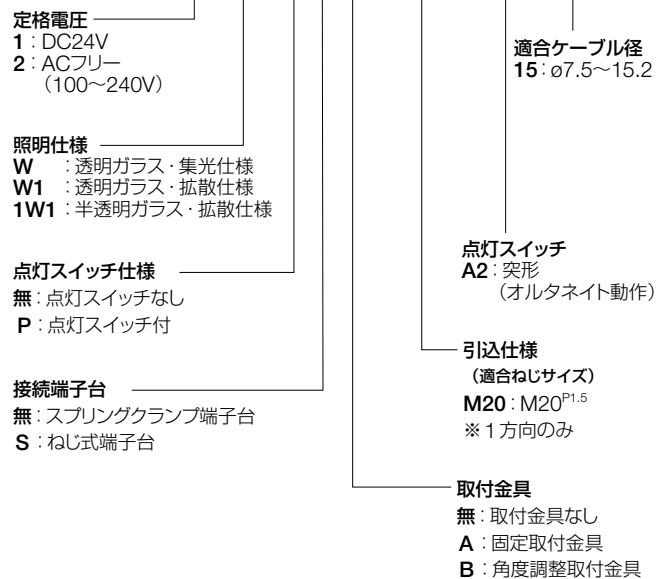 定格電圧
1：DC24V
2：ACフリー
（100～240V）
照明仕様
W：透明ガラス・集光仕様
W1：透明ガラス・拡散仕様
1W1：半透明ガラス・拡散仕様
点灯スイッチ仕様
無：点灯スイッチなし
P：点灯スイッチ付
接続端子台
無：スプリングクランプ端子台
S：ねじ式端子台
適合ケーブル径
15：ø7.5～15.2
点灯スイッチ
A2：突形
（オルタネイト動作）
引込仕様
（適合ねじサイズ）
M20：M20P1.5
※1方向のみ
取付金具
無：取付金具なし
A：固定取付金具
B：角度調整取付金具